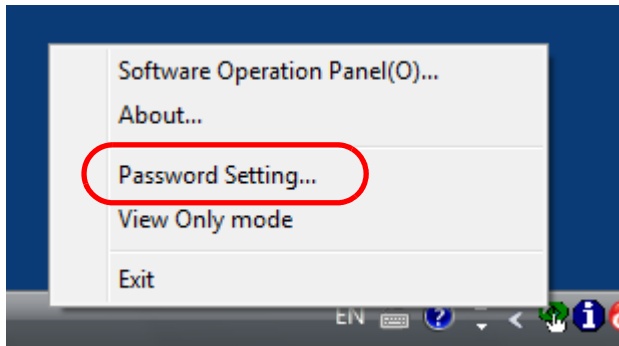 Software Operation Panel(O)...
About...
Password Setting...
View Only mode
Exit
EN